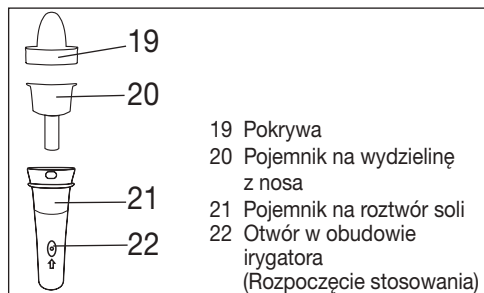 19
20
21
22
19 Pokrywa
20 Pojemnik na wydzielinę
z nosa
21 Pojemnik na roztwór soli
22 Otwór w obudowie
irygatora
(Rozpoczęcie stosowania)